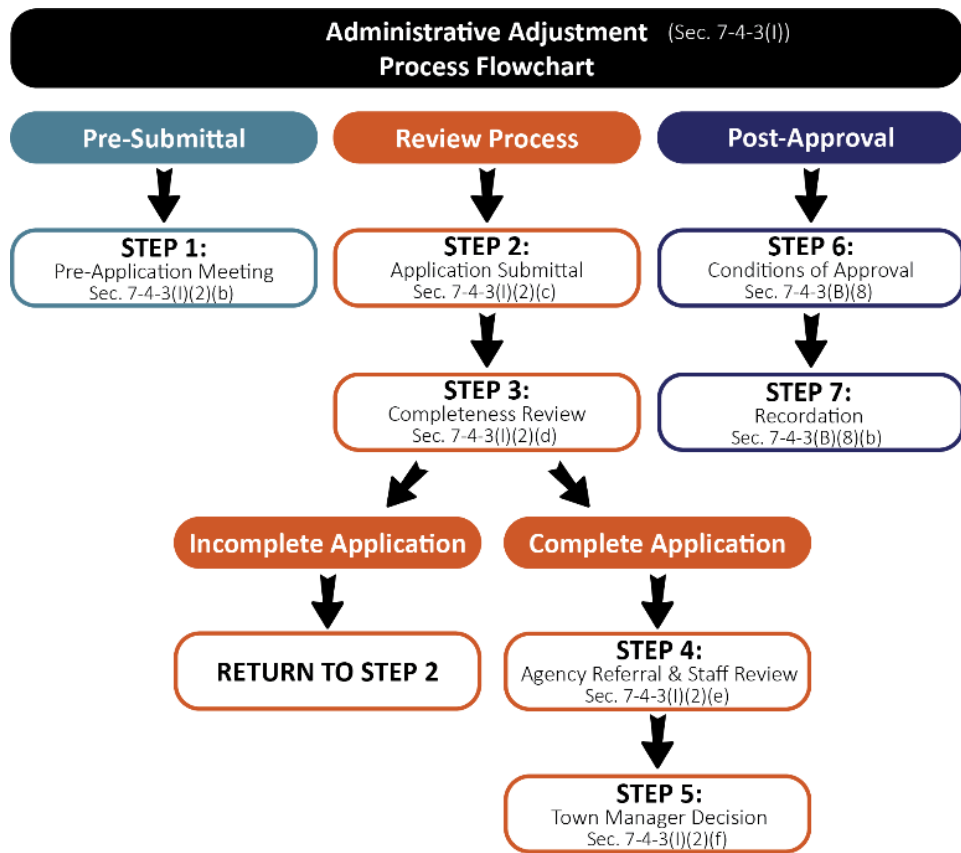 Administrative Adjustment (Sec. 7-4-3(I))
Process Flowchart
Pre-Submittal
STEP 1:
Pre-Application Meeting
Sec. 7-4-3(I)(2)(b)
Review Process
STEP 2:
Application Submittal
Sec. 7-4-3(I)(2)(c)
STEP 3:
Completeness Review
Sec. 7-4-3(I)(2)(d)
Incomplete Application
RETURN TO STEP 2
Complete Application
STEP 4:
Agency Referral & Staff Review
Sec. 7-4-3(I)(2)(e)
STEP 5:
Town Manager Decision
Sec. 7-4-3(I)(2)(f)
Post-Approval
STEP 6:
Conditions of Approval
Sec. 7-4-3(B)(8)
STEP 7:
Recordation
Sec. 7-4-3(B)(8)(b)